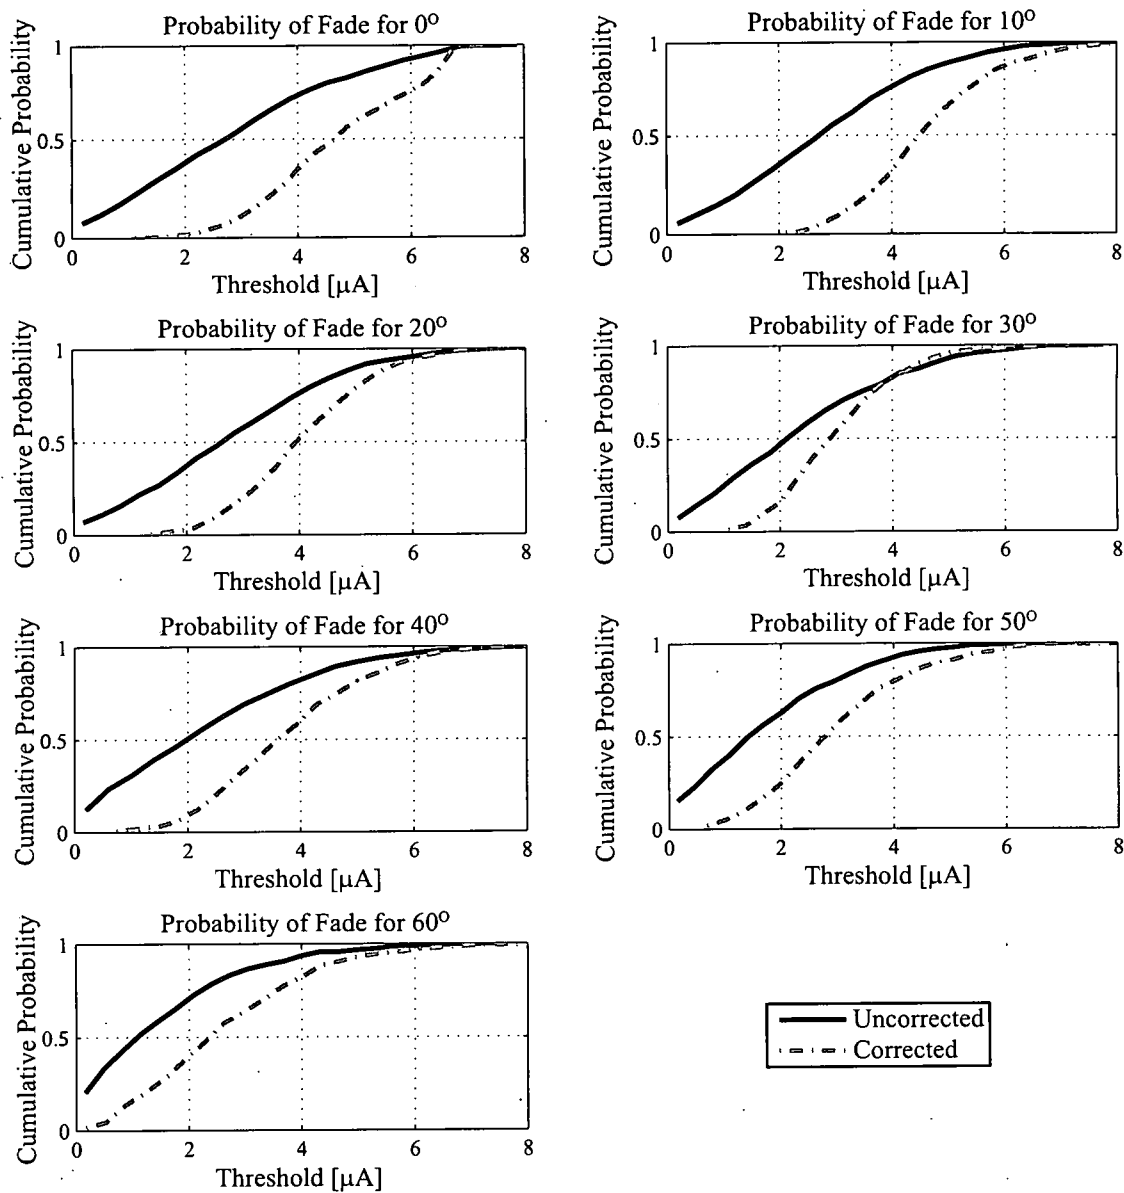 Probability of Fade for 0°
Cumulative Probability
1
0.5
0
0 2 4 6 8
Threshold [μA]
Probability of Fade for 10°
Cumulative Probability
1
0.5
0
0 2 4 6 8
Threshold [μA]
Probability of Fade for 20°
Cumulative Probability
1
0.5
0
0 2 4 6 8
Threshold [μA]
Probability of Fade for 30°
Cumulative Probability
1
0.5
0
0 2 4 6 8
Threshold [μA]
Probability of Fade for 40°
Cumulative Probability
1
0.5
0
0 2 4 6 8
Threshold [μA]
Probability of Fade for 50°
Cumulative Probability
1
0.5
0
0 2 4 6 8
Threshold [μA]
Probability of Fade for 60°
Cumulative Probability
1
0.5
0
0 2 4 6 8
Threshold [μA]
Uncorrected
Corrected